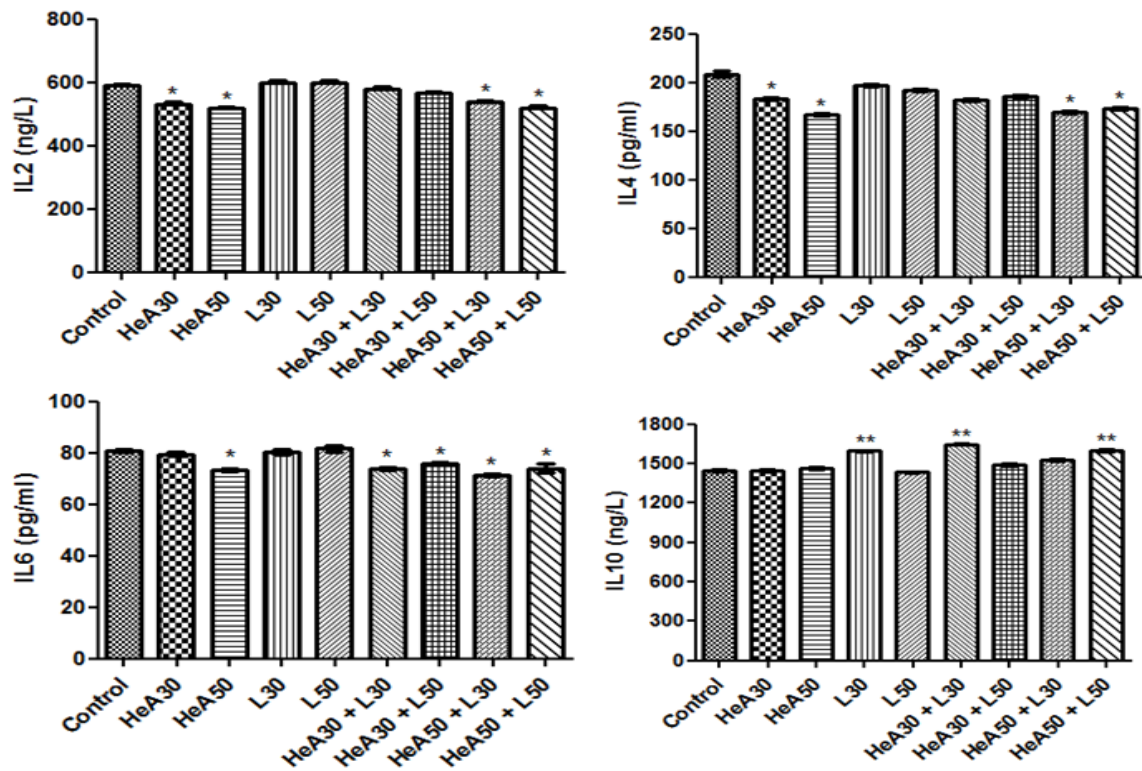 800
600
400
200
0
IL2 (ng/L)
* * * *
Control
HeA30
HeA50
L30
L50
HeA30 + L30
HeA30 + L50
HeA50 + L30
HeA50 + L50
250
200
150
100
50
0
IL4 (pg/ml)
* * * *
Control
HeA30
HeA50
L30
L50
HeA30 + L30
HeA30 + L50
HeA50 + L30
HeA50 + L50
100
80
60
40
20
0
IL6 (pg/ml)
* * * * *
Control
HeA30
HeA50
L30
L50
HeA30 + L30
HeA30 + L50
HeA50 + L30
HeA50 + L50
1800
1500
1200
900
600
300
0
IL10 (ng/L)
** ** **
Control
HeA30
HeA50
L30
L50
HeA30 + L30
HeA30 + L50
HeA50 + L30
HeA50 + L50